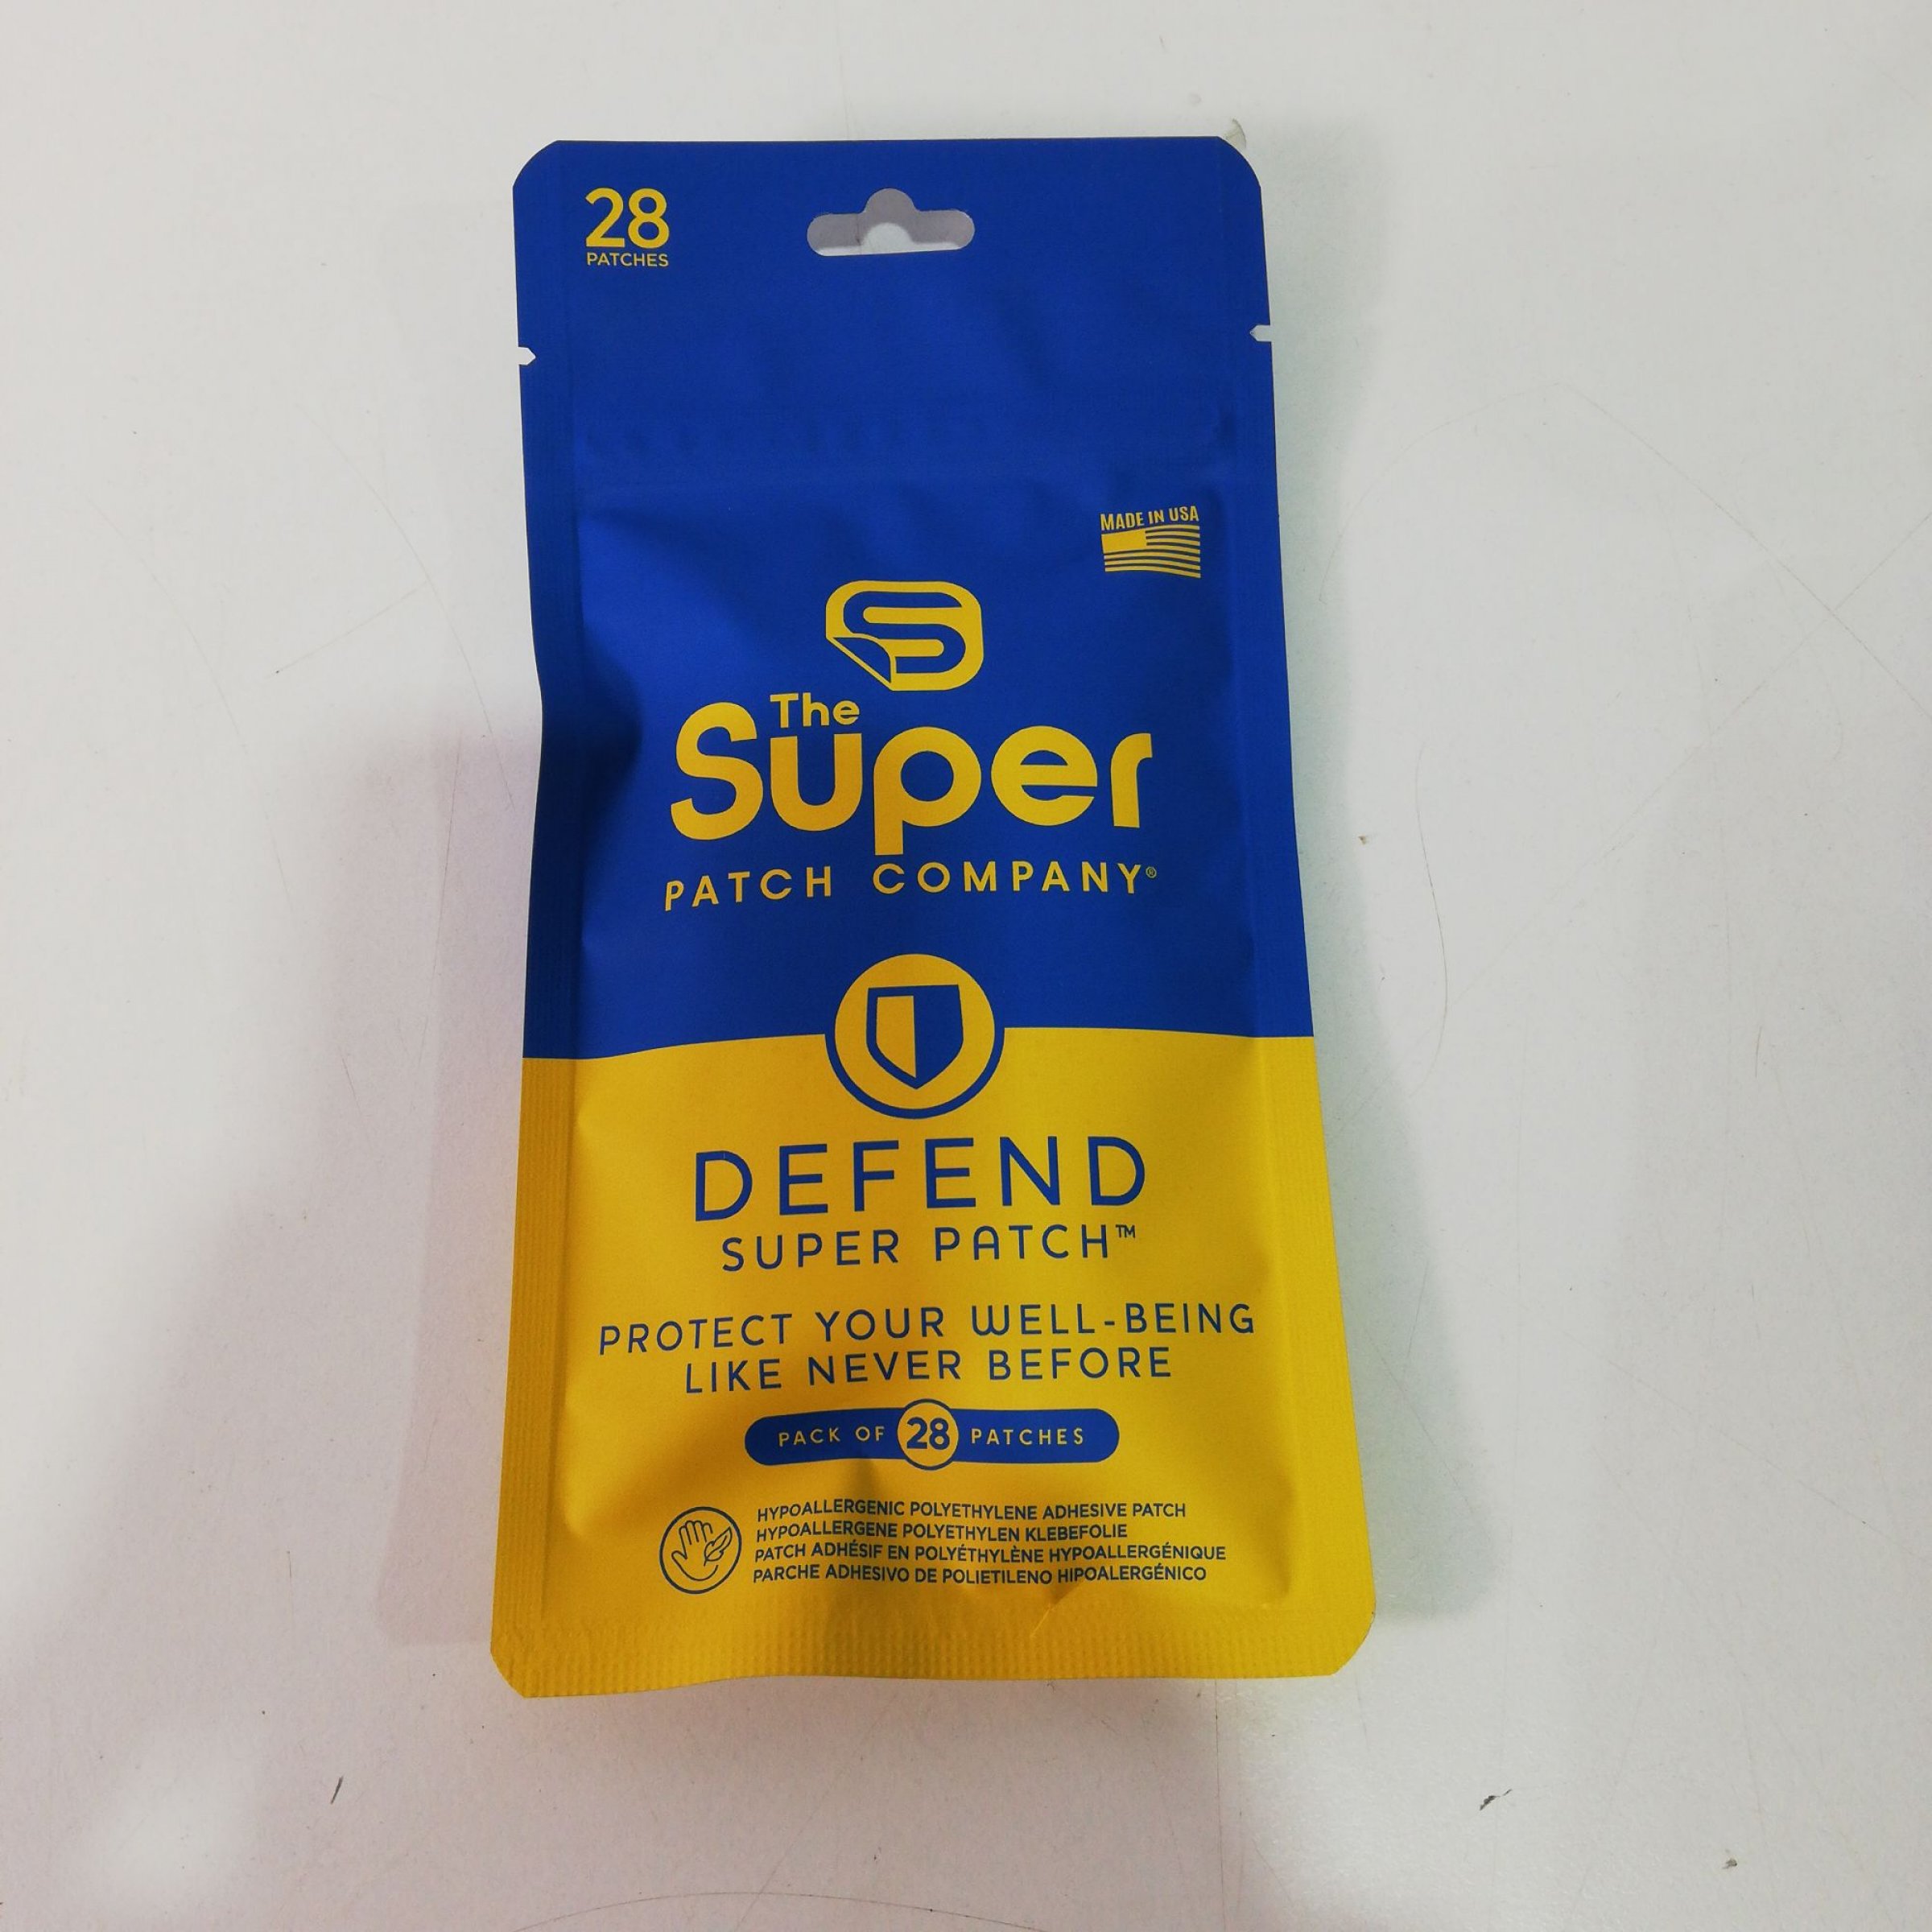 28
PATCHES
MADE IN USA
The
Super
PATCH COMPANY®
DEFEND
SUPER PATCH™
PROTECT YOUR WELL-BEING
LIKE NEVER BEFORE
PACK OF 28 PATCHES
HYPOALLERGENIC POLYETHYLENE ADHESIVE PATCH
HYPOALLERGENE POLYETHYLEN KLEBEFOLIE
PATCH ADHÉSIF EN POLYÉTHYLÈNE HYPOALLERGÉNIQUE
PARCHE ADHESIVO DE POLIETILENO HIPOALERGÉNICO